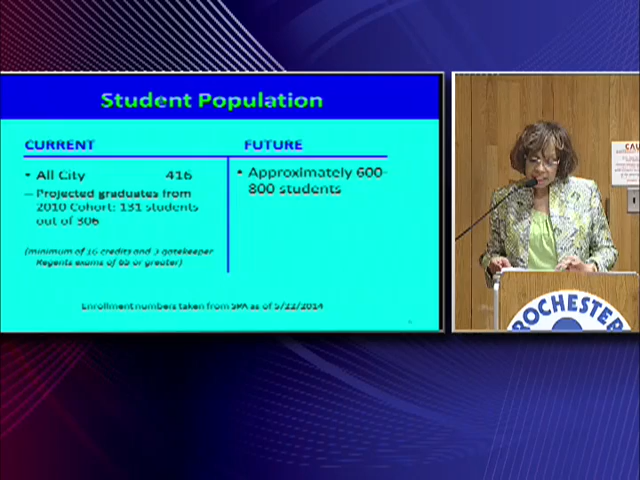 Student Population
CURRENT
FUTURE
• All City 416
– Projected graduates from
2010 Cohort: 131 students
out of 306
(minimum of 16 credits and 3 gatekeeper
Regents exams of 65 or greater)
• Approximately 600-
800 students
Enrollment numbers taken from SPA as of 5/22/2014
CAU
ROCHESTER